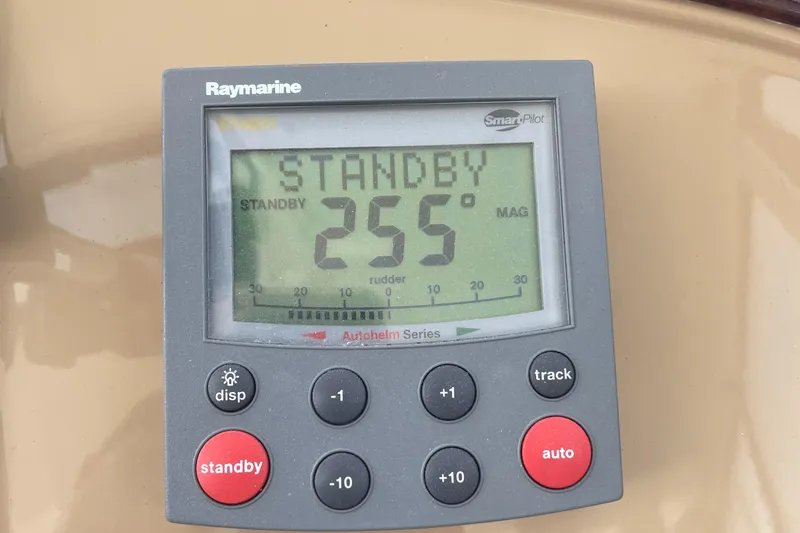 Raymarine
SmartPilot
STANDBY
STANDBY 255° MAG
rudder
30 20 10 0 10 20 30
Autohelm Series
disp -1 +1 track
standby -10 +10 auto